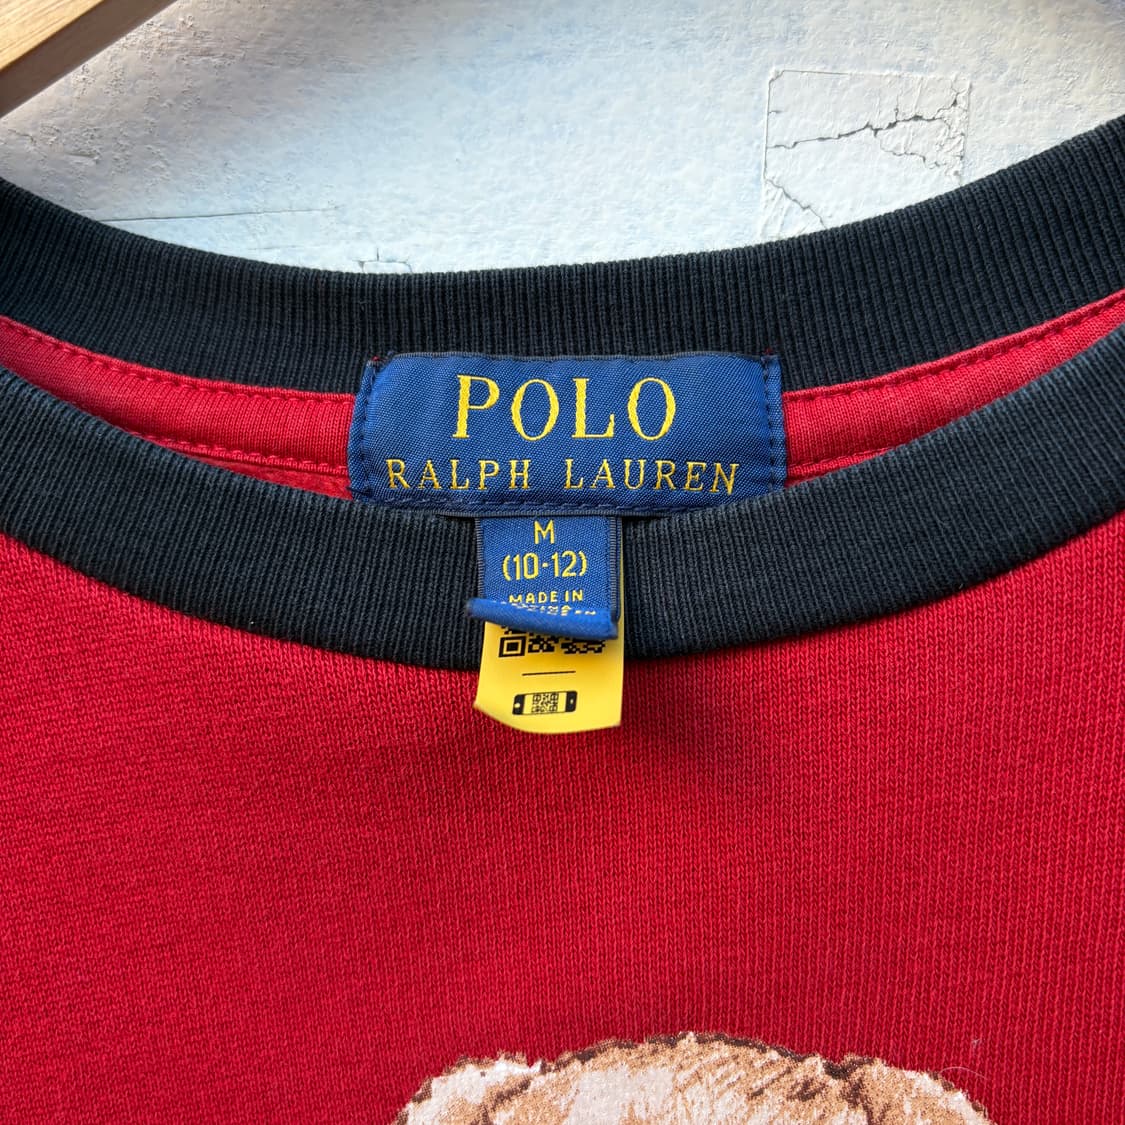 POLO
RALPH LAUREN
M
(10-12)
MADE IN